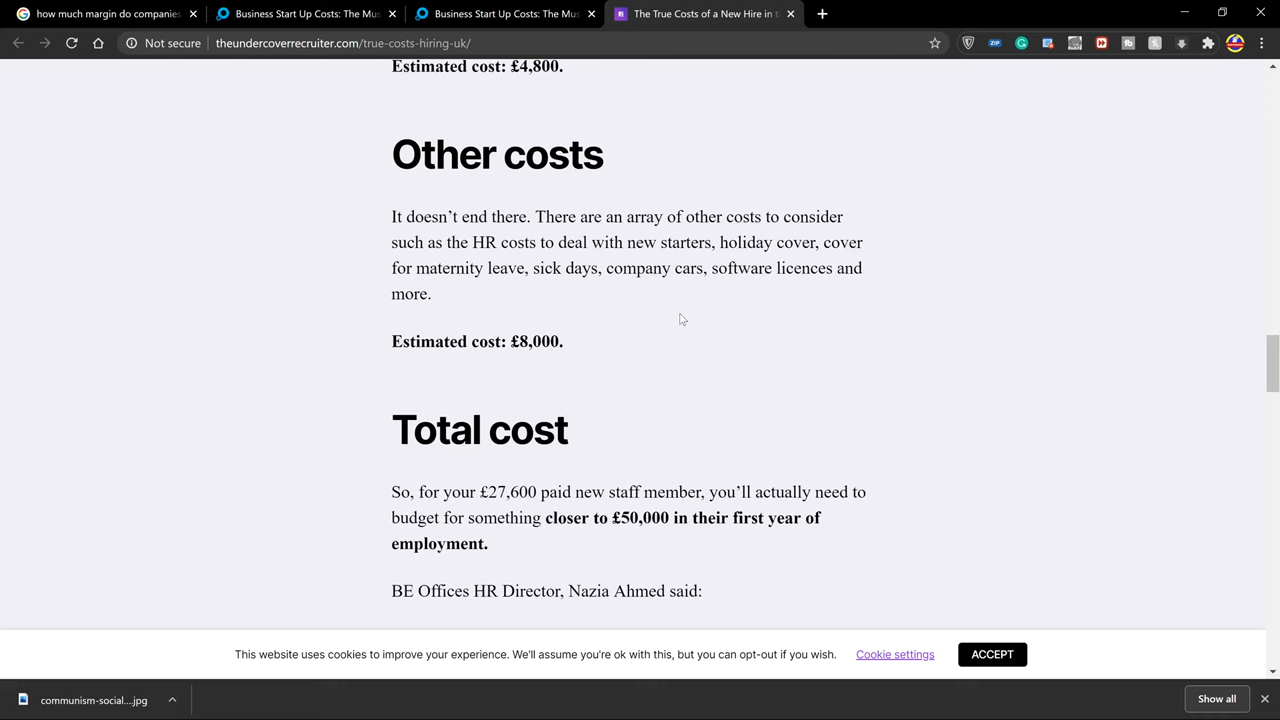 how much margin do companies
Business Start Up Costs: The Mus
Business Start Up Costs: The Mus
The True Costs of a New Hire in t
Not secure
theundercoverrecruiter.com/true-costs-hiring-uk/
ZIP
Estimated cost: £4,800.
Other costs
It doesn’t end there. There are an array of other costs to consider
such as the HR costs to deal with new starters, holiday cover, cover
for maternity leave, sick days, company cars, software licences and
more.
Estimated cost: £8,000.
Total cost
So, for your £27,600 paid new staff member, you’ll actually need to
budget for something closer to £50,000 in their first year of
employment.
BE Offices HR Director, Nazia Ahmed said:
This website uses cookies to improve your experience. We'll assume you're ok with this, but you can opt-out if you wish.
Cookie settings
ACCEPT
communism-social....jpg
Show all